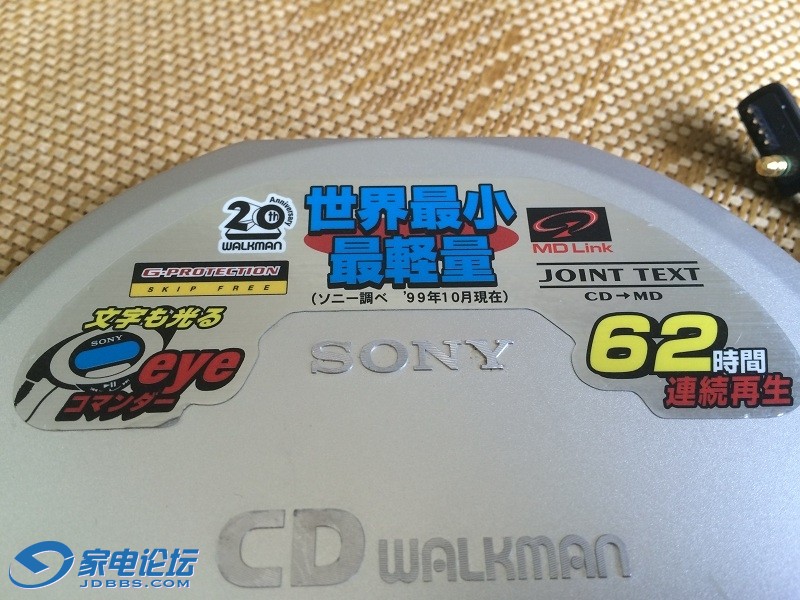 20th Anniversary
WALKMAN
世界最小
最軽量
(ソニー調べ '99年10月現在)
MD Link
G-PROTECTION
SKIP FREE
JOINT TEXT
CD→MD
文字も光る
SONY
eye
コマンダー
SONY
62時間
連続再生
CD WALKMAN
家电论坛
JDBBS.COM